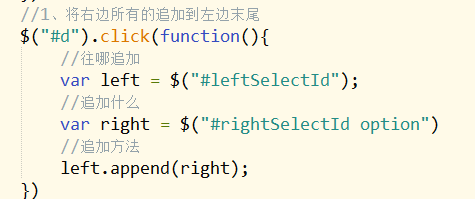 //1、将右边所有的追加到左边末尾
$("#d").click(function(){
//往哪追加
var left = $("#leftSelectId");
//追加什么
var right = $("#rightSelectId option")
//追加方法
left.append(right);
})